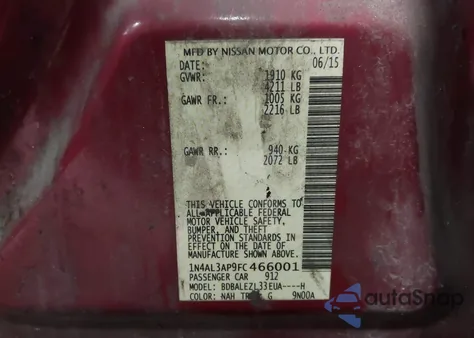 MFD BY NISSAN MOTOR CO., LTD.
DATE: 06/15
GVWR: 1910 KG
4211 LB
GAWR FR.: 1005 KG
2216 LB
GAWR RR.: 940 KG
2072 LB
THIS VEHICLE CONFORMS TO
ALL APPLICABLE FEDERAL
MOTOR VEHICLE SAFETY,
BUMPER, AND THEFT
PREVENTION STANDARDS IN
EFFECT ON THE DATE OF
MANUFACTURE SHOWN ABOVE.
1N4AL3AP9FC466001
PASSENGER CAR 912
MODEL: BDBALEZL33EUA----H
COLOR: NAH G 9N00A
AutoSnap